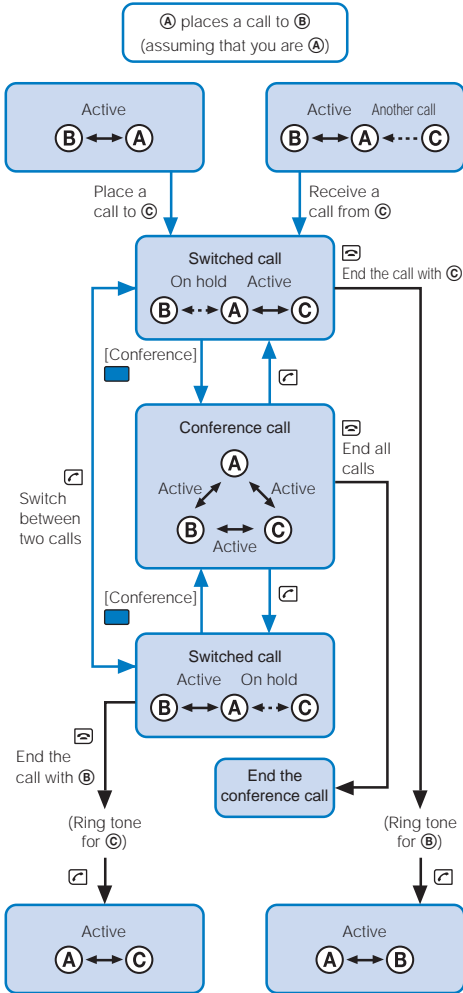 Ⓐ places a call to Ⓑ
(assuming that you are Ⓐ)
Active
B A
Active Another call
B A C
Place a
call to Ⓒ
Receive a
call from Ⓒ
Switched call
On hold Active
B A C
End the call with Ⓒ
[Conference]
Conference call
A
Active Active
B C
Active
End all
calls
Switch
between
two calls
[Conference]
Switched call
Active On hold
B A C
End the
call with Ⓑ
End the
conference call
(Ring tone
for Ⓒ)
(Ring tone
for Ⓑ)
Active
A C
Active
A B